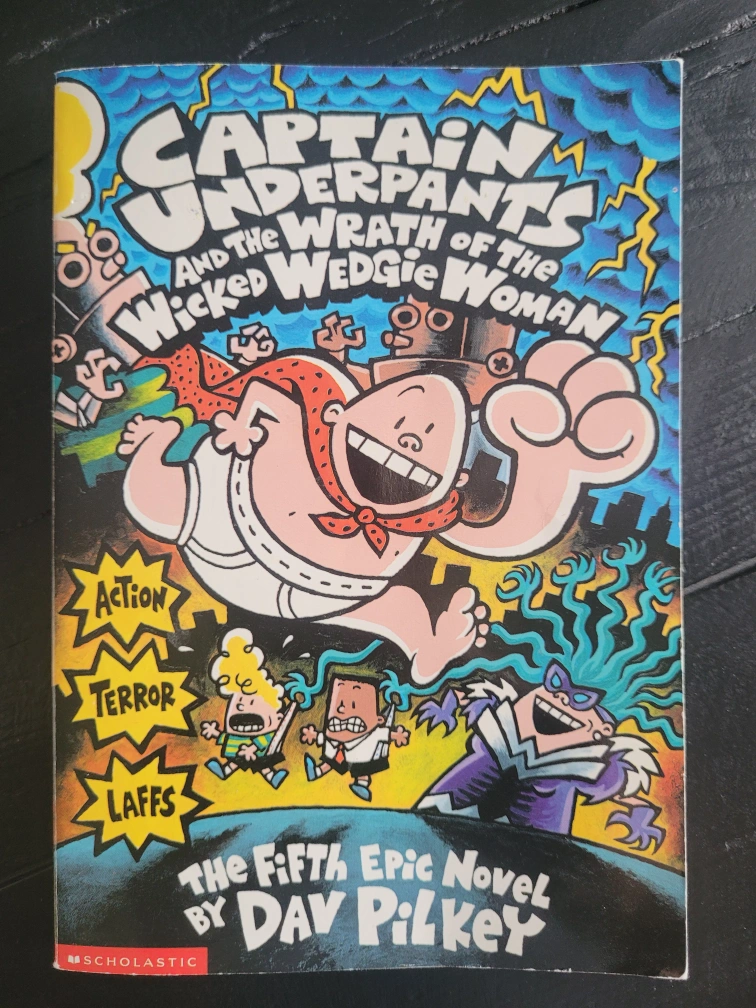 CAPTAiN
UNDERPANTS
AND THE WRATH OF THE
WicKED WEDGiE WOMAN
ACTiON
TERROR
LAFFS
THE FiFTH EPiC NOVEL
BY DAV PiLKEY
SCHOLASTIC